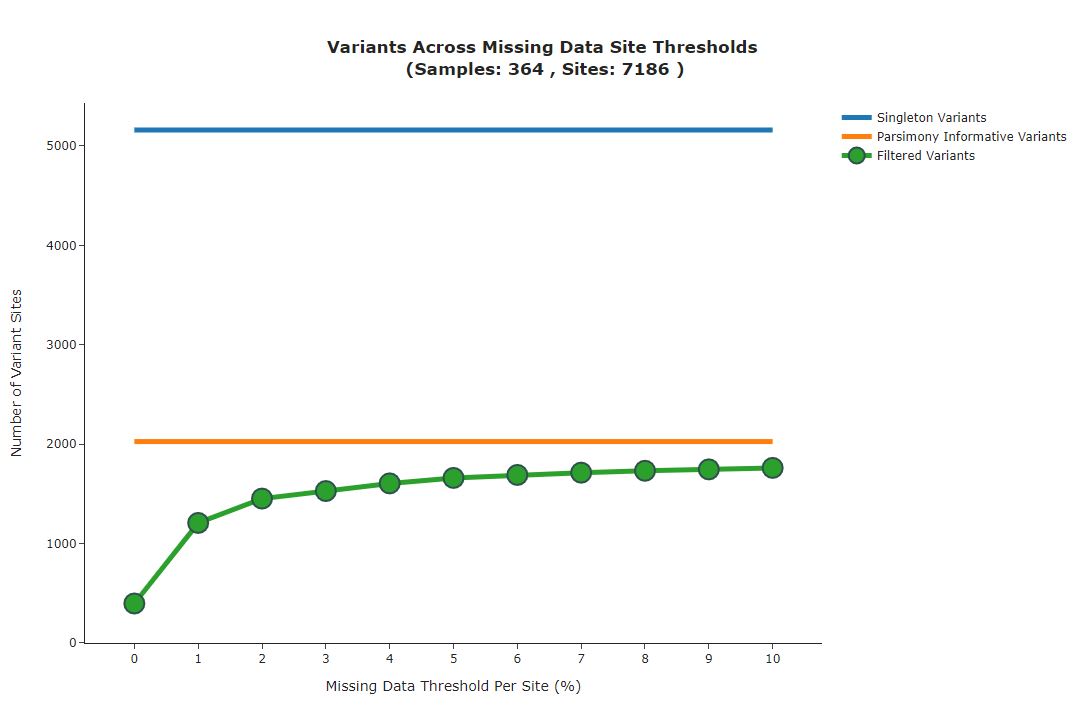 Variants Across Missing Data Site Thresholds
(Samples: 364 , Sites: 7186 )
Singleton Variants
Parsimony Informative Variants
Filtered Variants
Number of Variant Sites
5000
4000
3000
2000
1000
0
0 1 2 3 4 5 6 7 8 9 10
Missing Data Threshold Per Site (%)